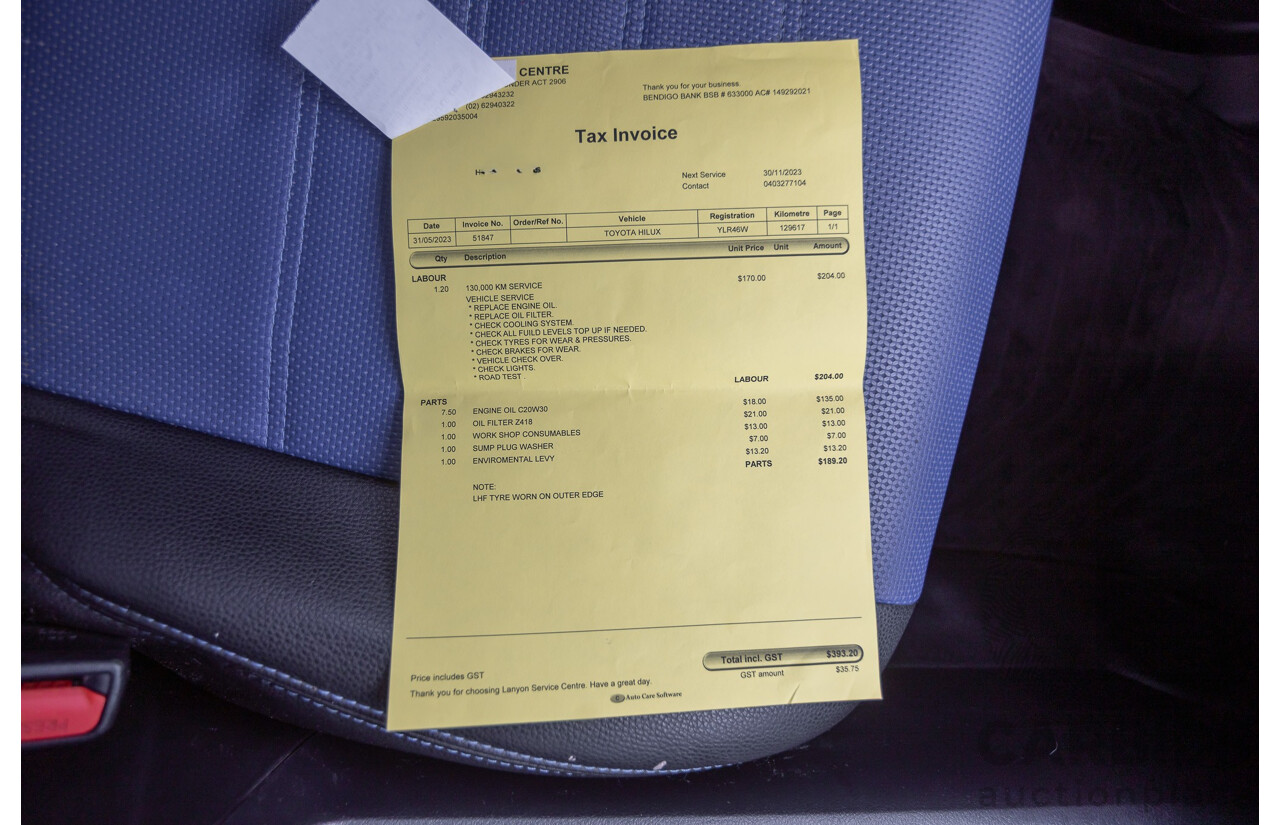 CENTRE
NDER ACT 2906
62943232
(02) 62940322
9592035004
Thank you for your business
BENDIGO BANK BSB # 633000 AC# 149292021
Tax Invoice
Next Service 30/11/2023
Contact 0403277104
Date Invoice No. Order/Ref No. Vehicle Registration Kilometre Page
31/05/2023 51847 TOYOTA HILUX YLR46W 129617 1/1
Qty Description Unit Price Unit Amount
LABOUR
1.20 130,000 KM SERVICE $170.00 $204.00
VEHICLE SERVICE
* REPLACE ENGINE OIL.
* REPLACE OIL FILTER.
* CHECK COOLING SYSTEM.
* CHECK ALL FUILD LEVELS TOP UP IF NEEDED.
* CHECK TYRES FOR WEAR & PRESSURES.
* CHECK BRAKES FOR WEAR.
* VEHICLE CHECK OVER.
* CHECK LIGHTS.
* ROAD TEST .
LABOUR $204.00
PARTS
7.50 ENGINE OIL C20W30 $18.00 $135.00
1.00 OIL FILTER Z418 $21.00 $21.00
1.00 WORK SHOP CONSUMABLES $13.00 $13.00
1.00 SUMP PLUG WASHER $7.00 $7.00
1.00 ENVIROMENTAL LEVY $13.20 $13.20
PARTS $189.20
NOTE:
LHF TYRE WORN ON OUTER EDGE
Total incl. GST $393.20
GST amount $35.75
Price includes GST
Thank you for choosing Lanyon Service Centre. Have a great day.
Auto Care Software
PRESS